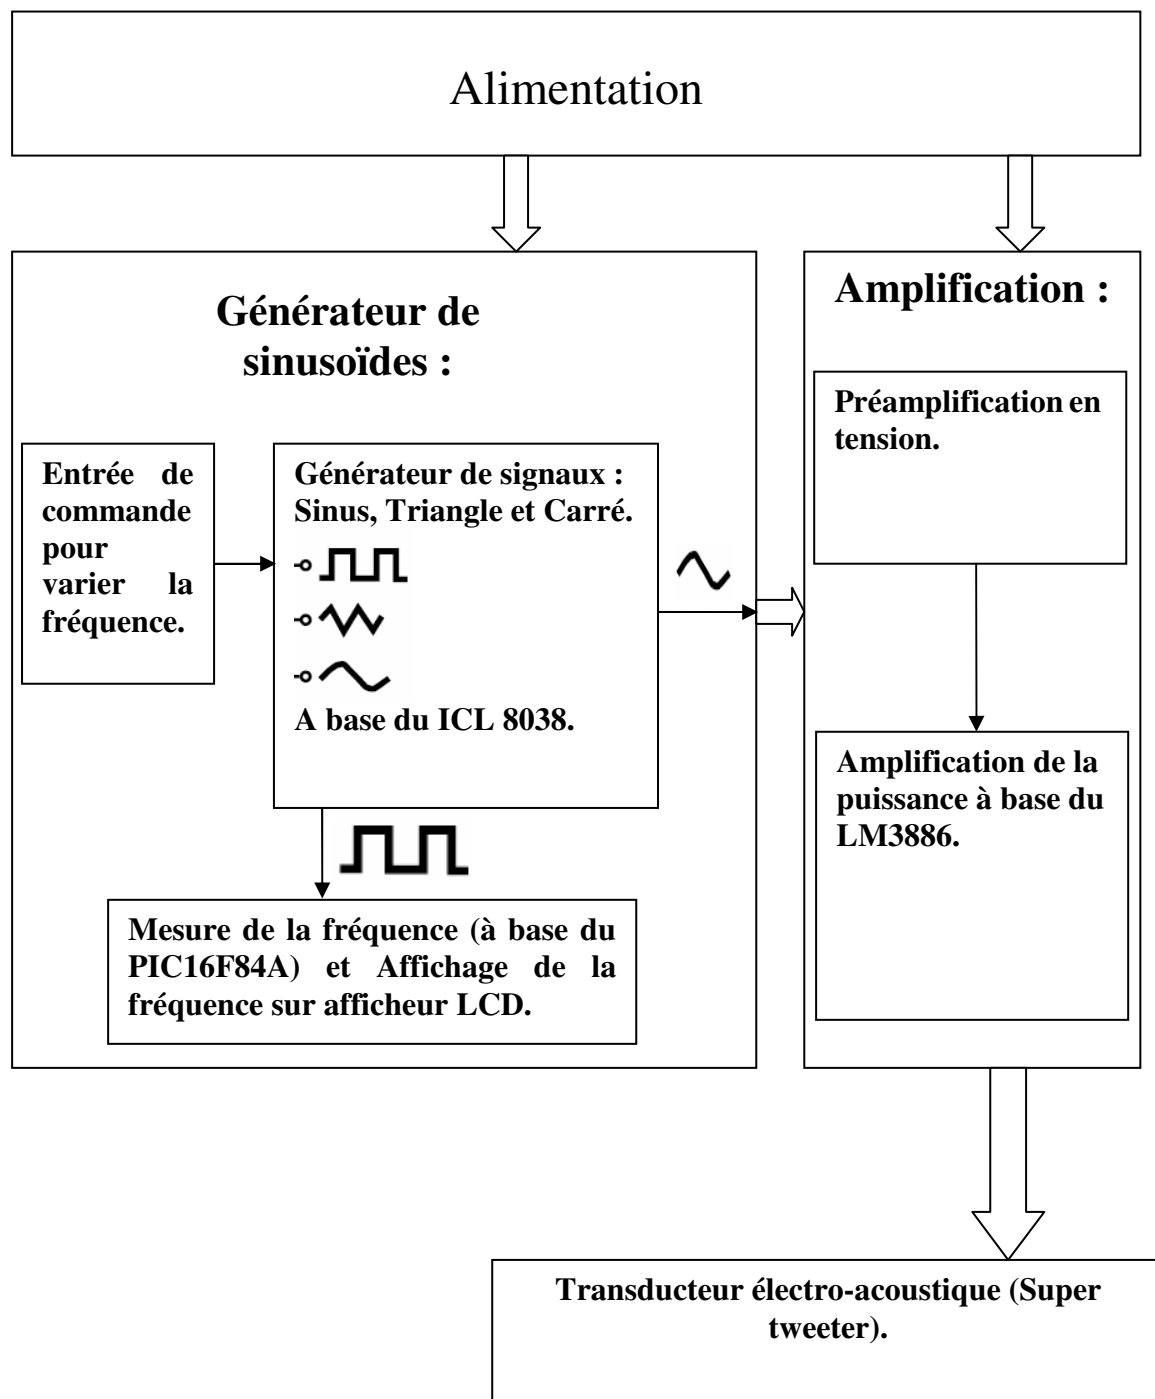 Alimentation
Générateur de
sinusoïdes :
Entrée de
commande
pour
varier la
fréquence.
Générateur de signaux :
Sinus, Triangle et Carré.
A base du ICL 8038.
Mesure de la fréquence (à base du
PIC16F84A) et Affichage de la
fréquence sur afficheur LCD.
Amplification :
Préamplification en
tension.
Amplification de la
puissance à base du
LM3886.
Transducteur électro-acoustique (Super
tweeter).